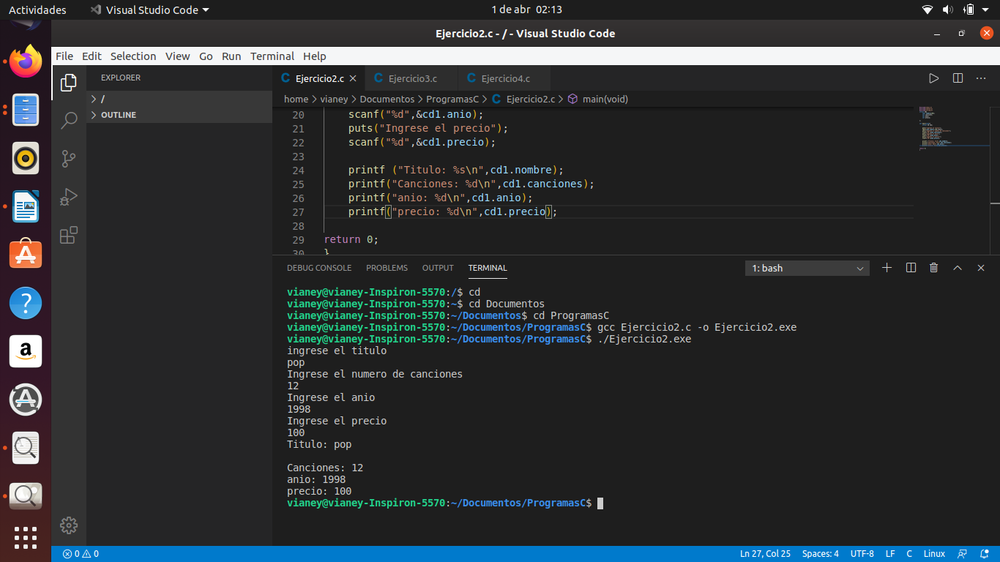 Actividades Visual Studio Code 1 de abr 02:13
Ejercicio2.c - / - Visual Studio Code
File Edit Selection View Go Run Terminal Help
EXPLORER
/
OUTLINE
Ejercicio2.c Ejercicio3.c Ejercicio4.c
home > vianey > Documentos > ProgramasC > C Ejercicio2.c > main(void)
20 scanf("%d",&cd1.anio);
21 puts("Ingrese el precio");
22 scanf("%d",&cd1.precio);
23
24 printf ("Titulo: %s\n",cd1.nombre);
25 printf("Canciones: %d\n",cd1.canciones);
26 printf("anio: %d\n",cd1.anio);
27 printf("precio: %d\n",cd1.precio);
28
29 return 0;
30 }
DEBUG CONSOLE PROBLEMS OUTPUT TERMINAL 1: bash
vianey@vianey-Inspiron-5570:/$ cd
vianey@vianey-Inspiron-5570:~$ cd Documentos
vianey@vianey-Inspiron-5570:~/Documentos$ cd ProgramasC
vianey@vianey-Inspiron-5570:~/Documentos/ProgramasC$ gcc Ejercicio2.c -o Ejercicio2.exe
vianey@vianey-Inspiron-5570:~/Documentos/ProgramasC$ ./Ejercicio2.exe
ingrese el titulo
pop
Ingrese el numero de canciones
12
Ingrese el anio
1998
Ingrese el precio
100
Titulo: pop

Canciones: 12
anio: 1998
precio: 100
vianey@vianey-Inspiron-5570:~/Documentos/ProgramasC$
0 0 Ln 27, Col 25 Spaces: 4 UTF-8 LF C Linux